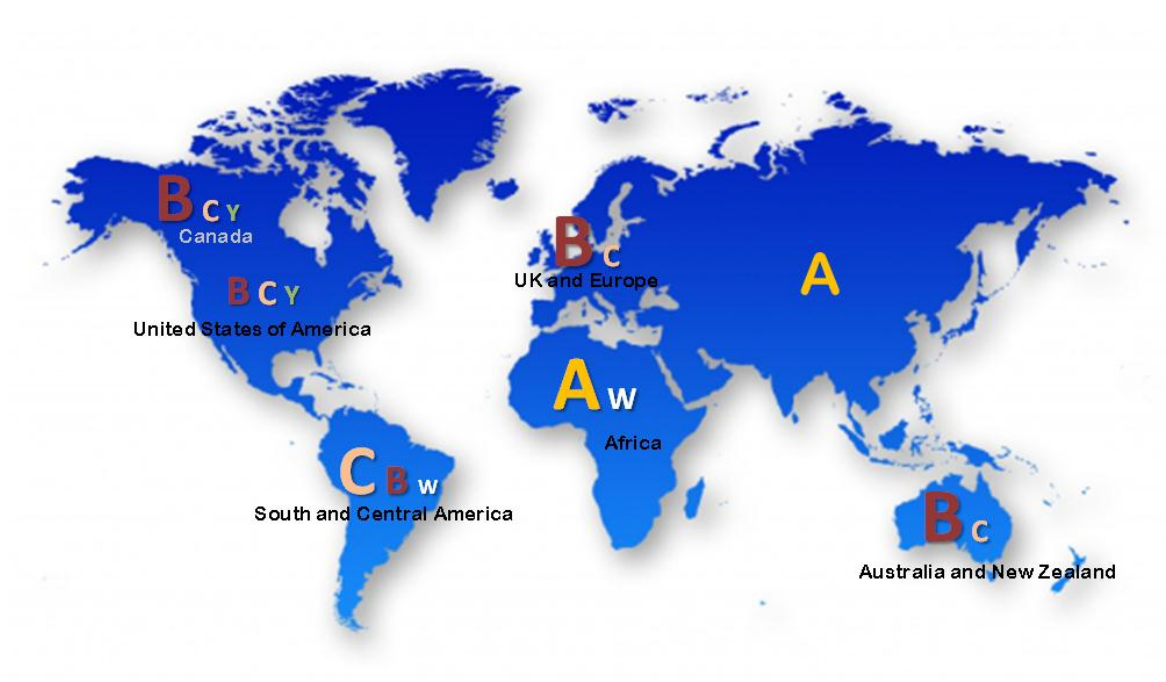 B C Y
Canada
B C Y
United States of America
B C
UK and Europe
A
A W
Africa
C B W
South and Central America
B C
Australia and New Zealand